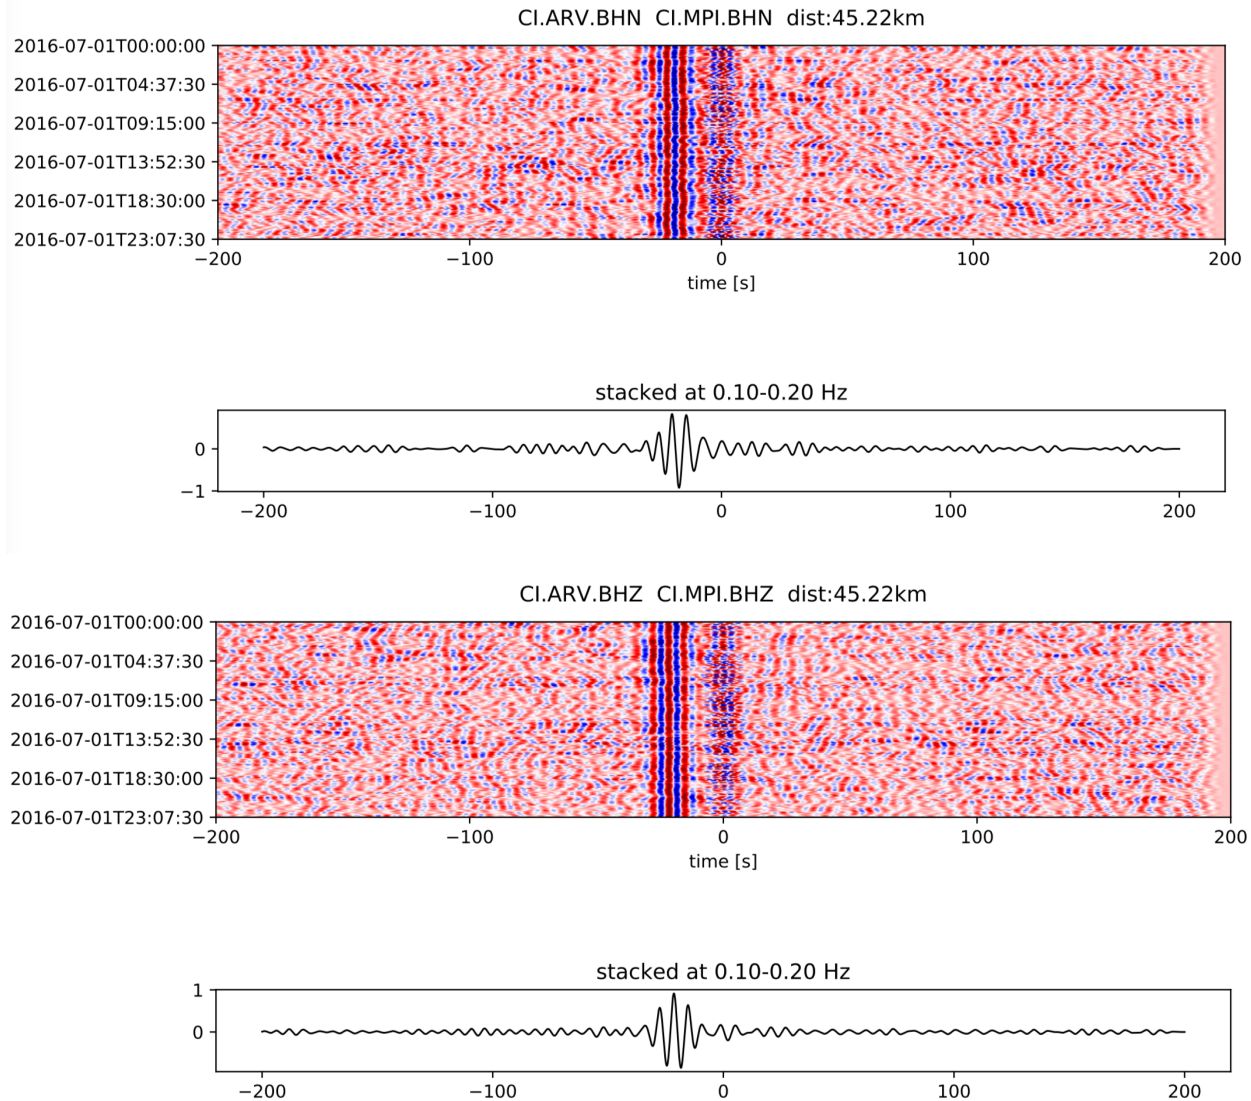 CI.ARV.BHN  CI.MPI.BHN  dist:45.22km
2016-07-01T00:00:00
2016-07-01T04:37:30
2016-07-01T09:15:00
2016-07-01T13:52:30
2016-07-01T18:30:00
2016-07-01T23:07:30
−200 −100 0 100 200
time [s]
stacked at 0.10-0.20 Hz
0
−1
−200 −100 0 100 200
CI.ARV.BHZ  CI.MPI.BHZ  dist:45.22km
2016-07-01T00:00:00
2016-07-01T04:37:30
2016-07-01T09:15:00
2016-07-01T13:52:30
2016-07-01T18:30:00
2016-07-01T23:07:30
−200 −100 0 100 200
time [s]
stacked at 0.10-0.20 Hz
1
0
−200 −100 0 100 200